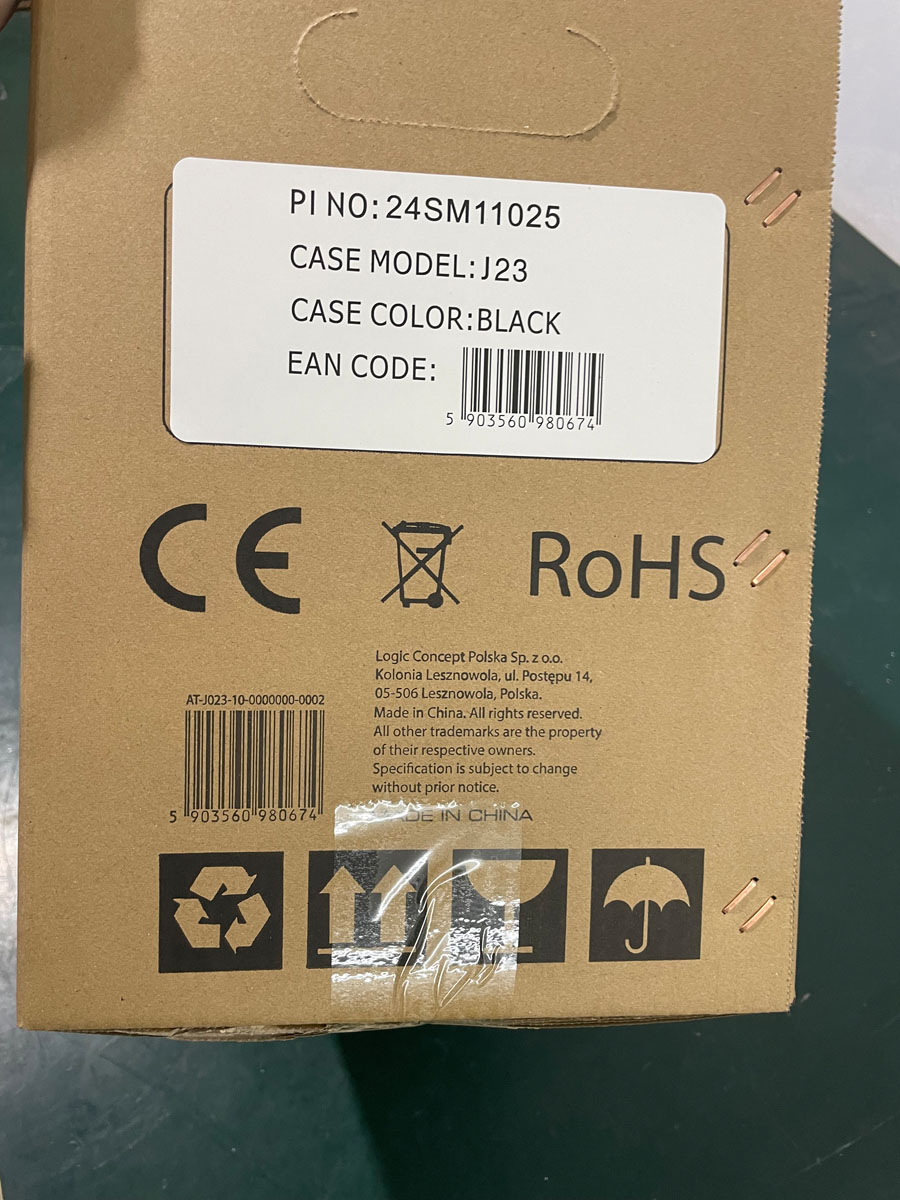 PI NO: 24SM11025
CASE MODEL: J23
CASE COLOR: BLACK
EAN CODE:
5 903560 980674
CE
RoHS
Logic Concept Polska Sp. z o.o.
Kolonia Lesznowola, ul. Postępu 14,
05-506 Lesznowola, Polska.
Made in China. All rights reserved.
All other trademarks are the property
of their respective owners.
Specification is subject to change
without prior notice.
AT-J023-10-0000000-0002
5 903560 980674
IN CHINA